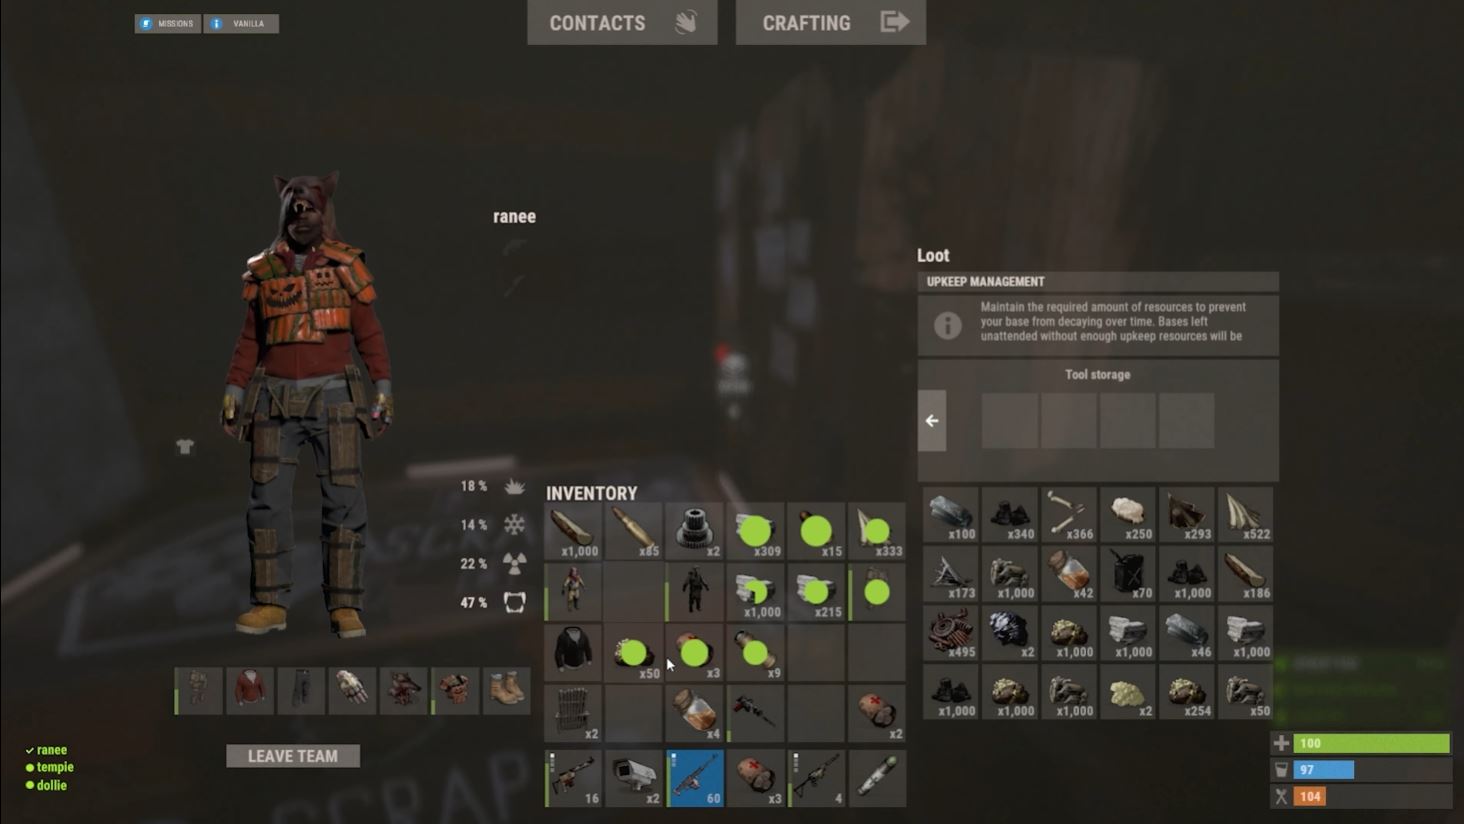 MISSIONS
VANILLA
CONTACTS
CRAFTING
ranee
Loot
UPKEEP MANAGEMENT
Maintain the required amount of resources to prevent
your base from decaying over time. Bases left
unattended without enough upkeep resources will be
Tool storage
18 %
14 %
22 %
47 %
INVENTORY
x1,000 x85 x2 x309 x15 x333
x1,000 x215
x50 x3 x9
x2 x4 x2
16 x2 60 x3 4
x100 x340 x366 x250 x293 x522
x173 x1,000 x42 x70 x1,000 x186
x495 x2 x1,000 x1,000 x46 x1,000
x1,000 x1,000 x1,000 x2 x254 x50
LEAVE TEAM
ranee
tempie
dollie
SCRAP
100
97
104